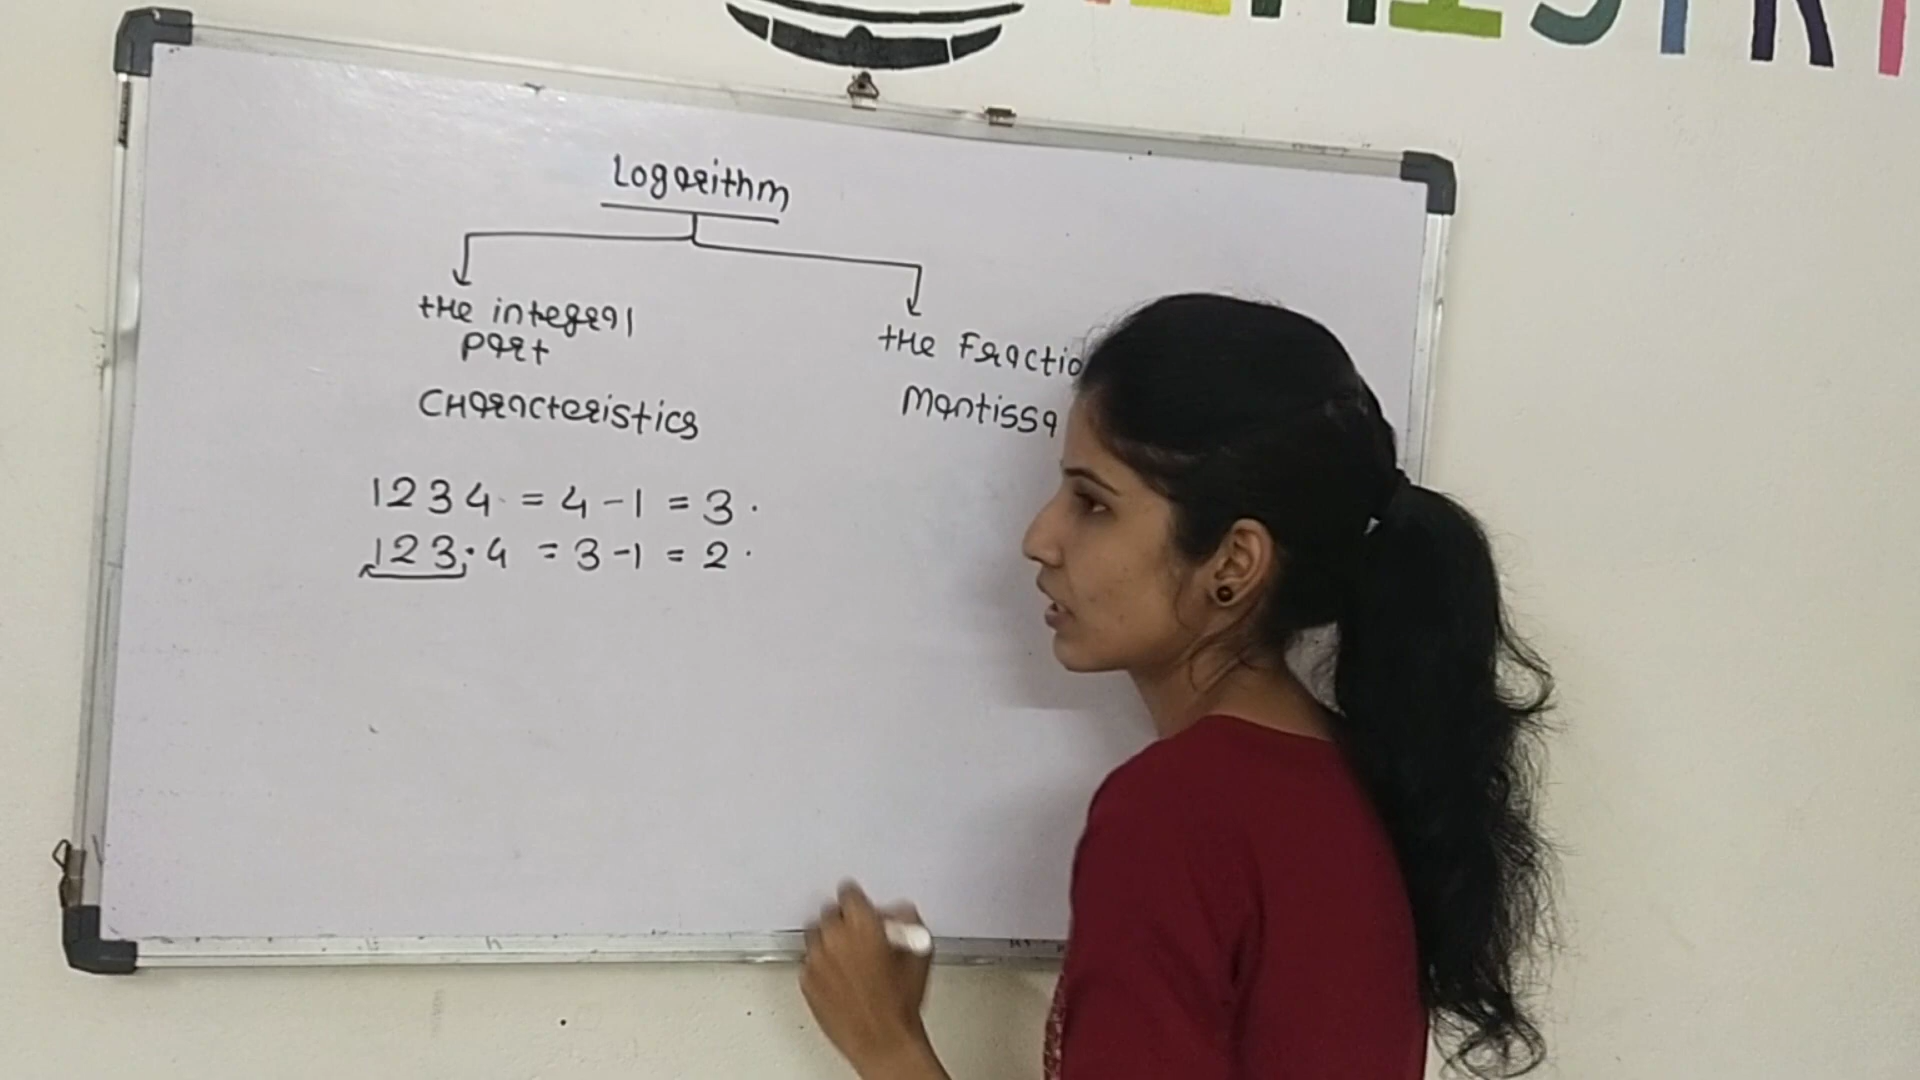 Logarithm
the integral
part
Characteristics
the Fractio
Mantissa
1234 = 4-1 = 3.
123.4 = 3-1 = 2.